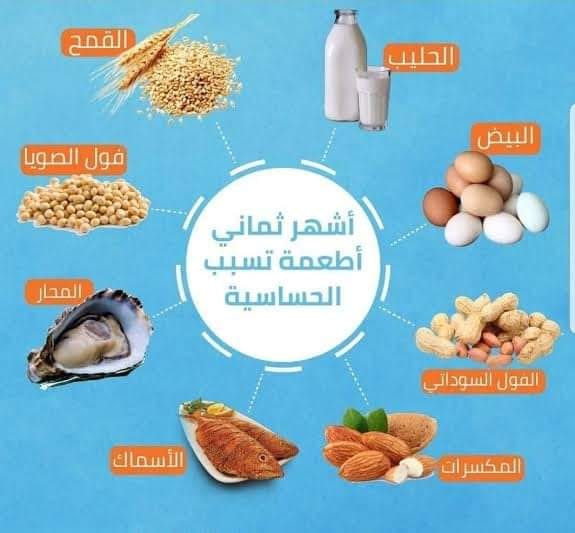 أشهر ثماني
أطعمة تسبب
الحساسية
الحليب
البيض
الفول السوداني
المكسرات
الأسماك
المحار
فول الصويا
القمح